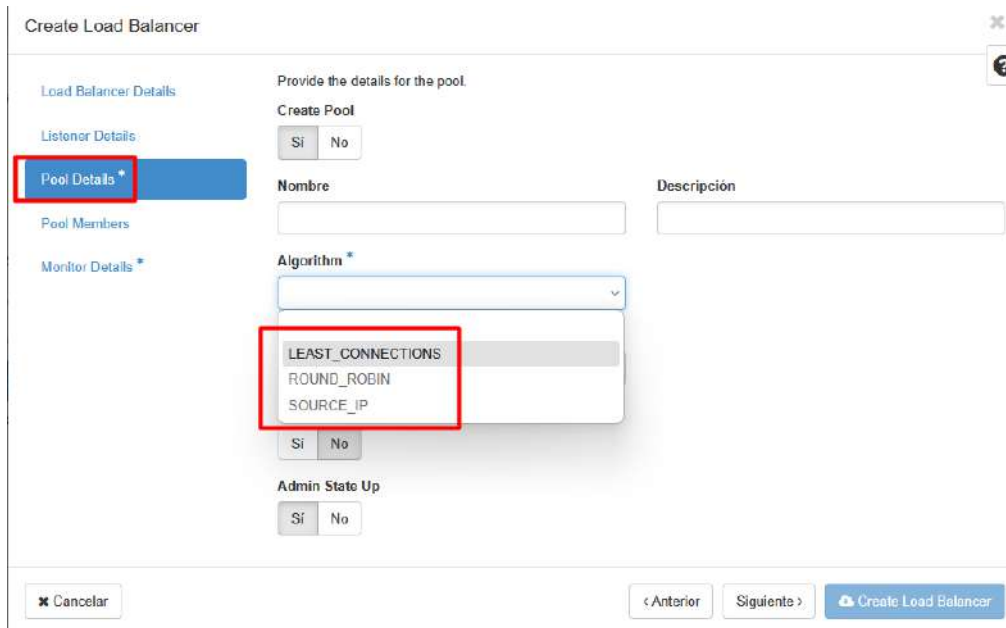 Create Load Balancer
Load Balancer Details
Listener Details
Pool Details *
Pool Members
Monitor Details *
Provide the details for the pool.
Create Pool
Sí No
Nombre Descripción
Algorithm *
LEAST_CONNECTIONS
ROUND_ROBIN
SOURCE_IP
Sí No
Admin State Up
Sí No
Cancelar < Anterior Siguiente > Create Load Balancer